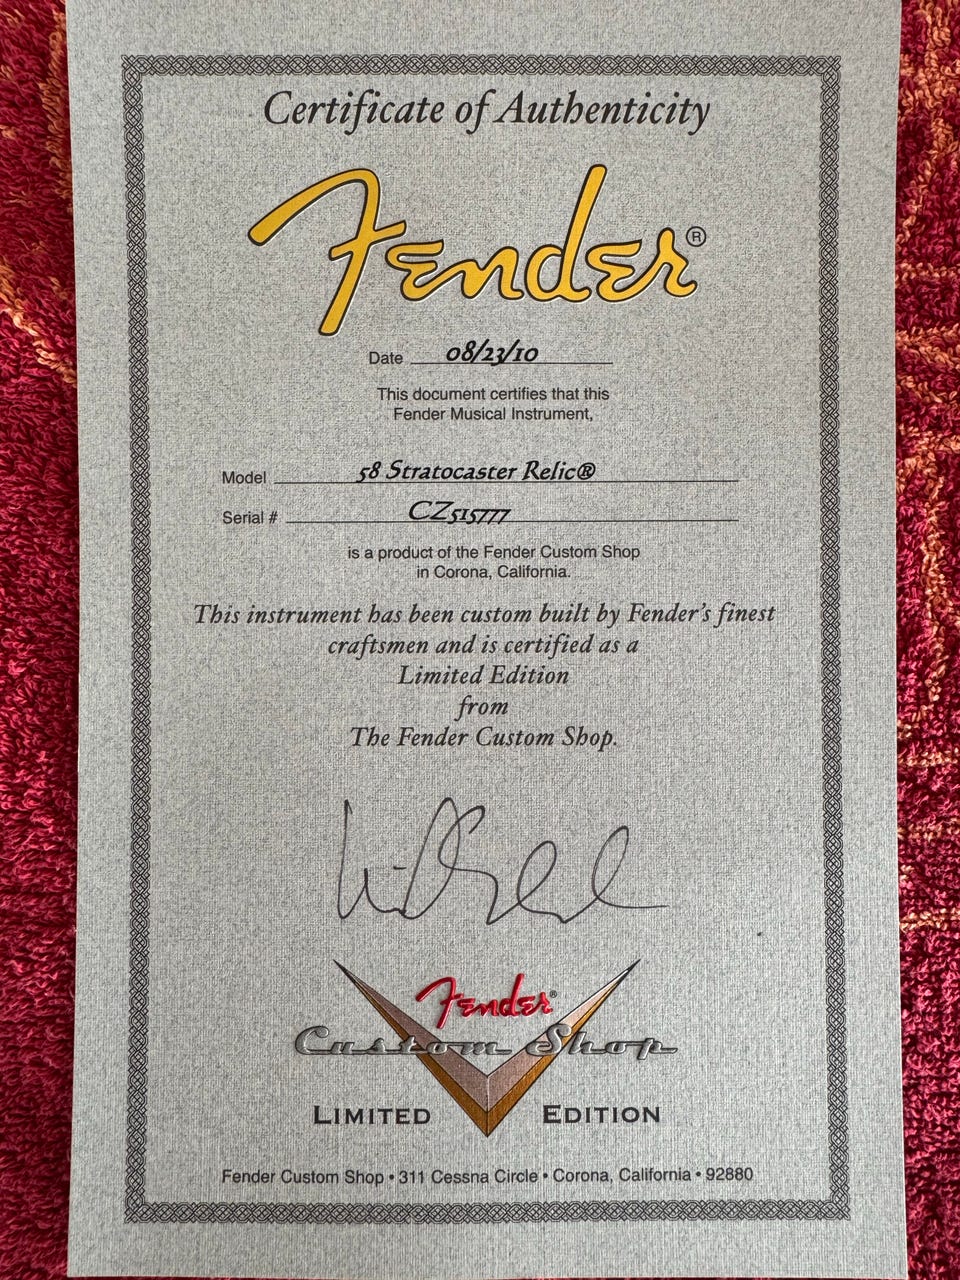 Certificate of Authenticity
Fender®
Date 08/23/10
This document certifies that this
Fender Musical Instrument,
Model 58 Stratocaster Relic®
Serial # CZ515777
is a product of the Fender Custom Shop
in Corona, California.
This instrument has been custom built by Fender's finest
craftsmen and is certified as a
Limited Edition
from
The Fender Custom Shop.
Fender®
Custom Shop
LIMITED EDITION
Fender Custom Shop • 311 Cessna Circle • Corona, California • 92880